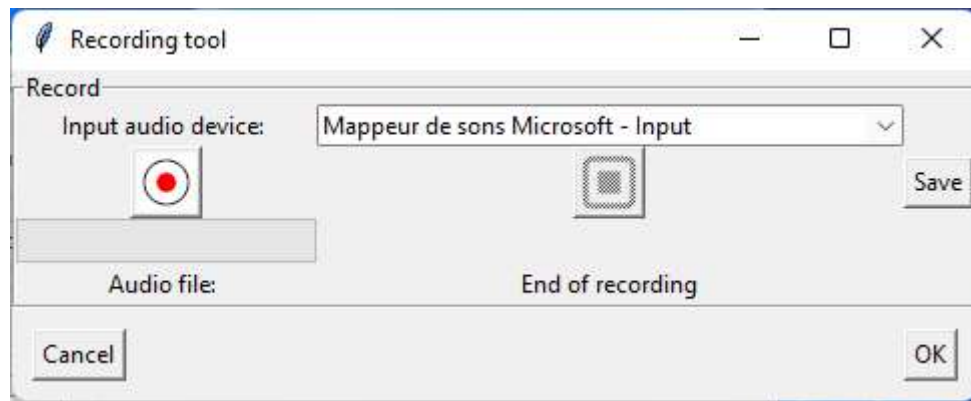 Recording tool
Record
Input audio device: Mappeur de sons Microsoft - Input
Save
Audio file: End of recording
Cancel OK